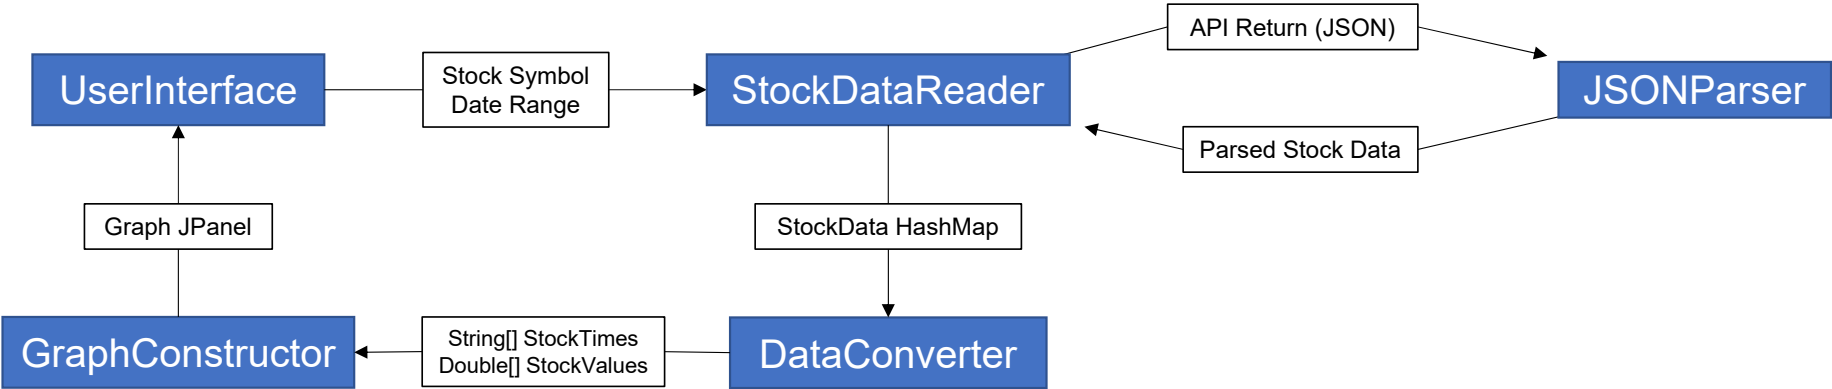 API Return (JSON)
UserInterface
Stock Symbol
Date Range
StockDataReader
JSONParser
Parsed Stock Data
Graph JPanel
StockData HashMap
GraphConstructor
String[] StockTimes
Double[] StockValues
DataConverter